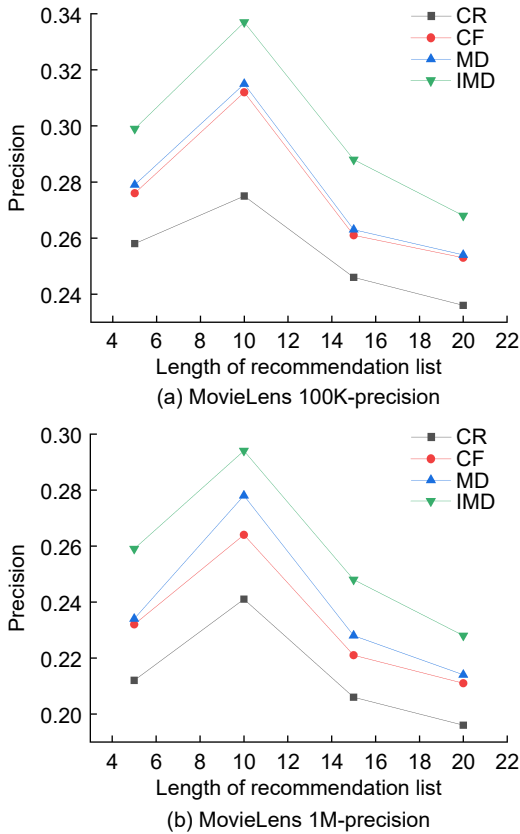 0.34
0.32
0.30
0.28
0.26
0.24
Precision
CR
CF
MD
IMD
4 6 8 10 12 14 16 18 20 22
Length of recommendation list
(a) MovieLens 100K-precision
0.30
0.28
0.26
0.24
0.22
0.20
Precision
CR
CF
MD
IMD
4 6 8 10 12 14 16 18 20 22
Length of recommendation list
(b) MovieLens 1M-precision